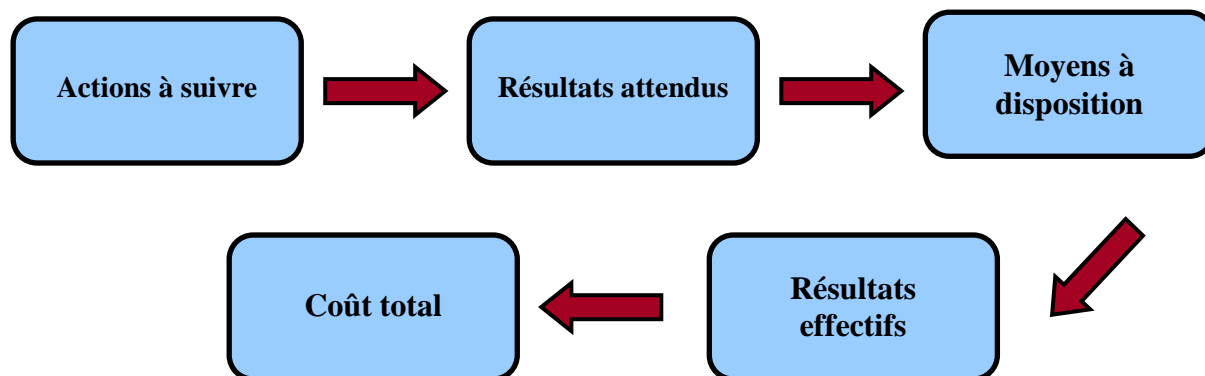 Actions à suivre
Résultats attendus
Moyens à
disposition
Résultats
effectifs
Coût total